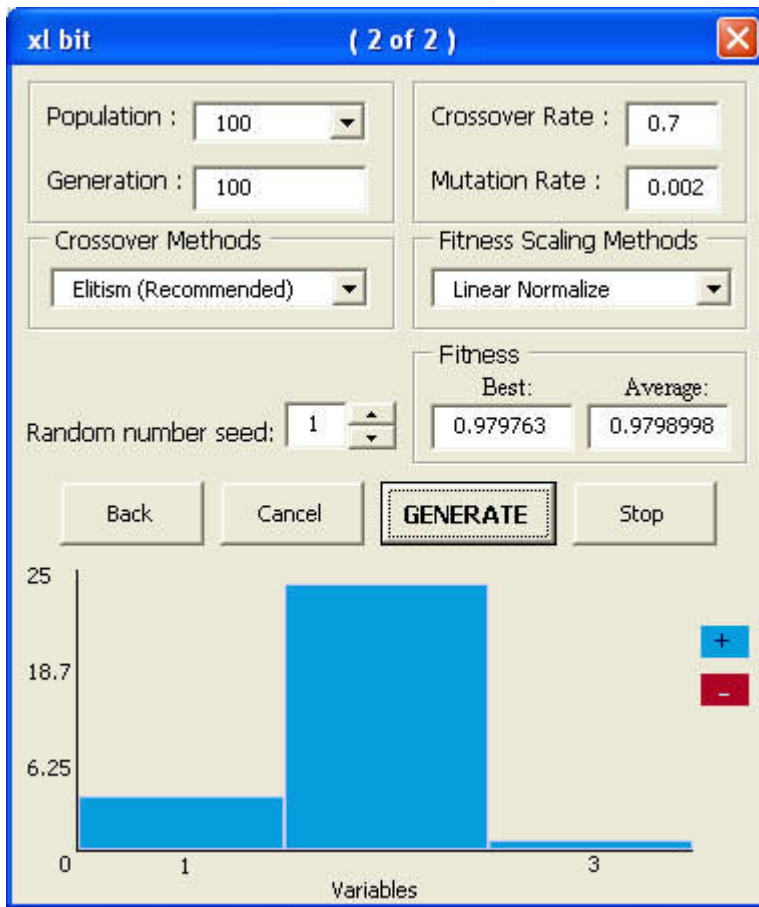 xl bit ( 2 of 2 )
Population : 100
Generation : 100
Crossover Rate : 0.7
Mutation Rate : 0.002
Crossover Methods
Elitism (Recommended)
Fitness Scaling Methods
Linear Normalize
Random number seed: 1
Fitness
Best: Average:
0.979763 0.9798998
Back Cancel GENERATE Stop
25
18.7
6.25
0 1 3
Variables
+
-